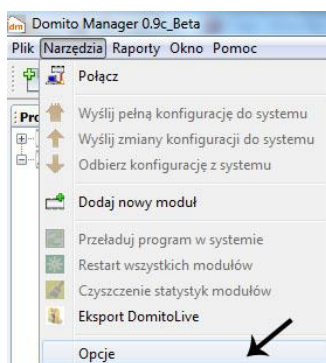 dm Domito Manager 0.9c_Beta
Plik Narzędzia Raporty Okno Pomoc
Połącz
Pro
Wyślij pełną konfigurację do systemu
Wyślij zmiany konfiguracji do systemu
Odbierz konfigurację z systemu
Dodaj nowy moduł
Przeładuj program w systemie
Restart wszystkich modułów
Czyszczenie statystyk modułów
Eksport DomitoLive
Opcje